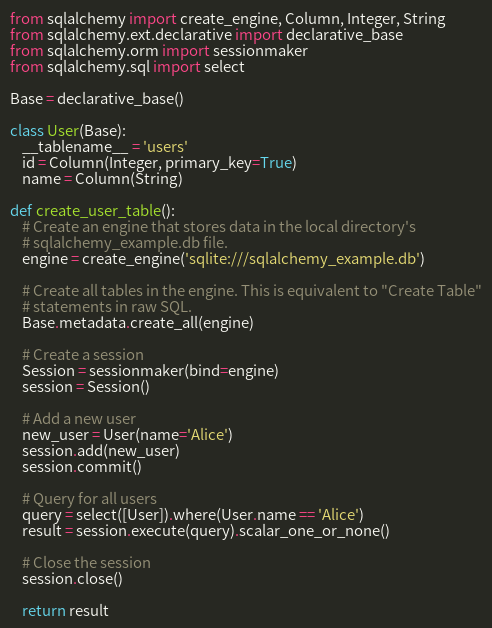 from sqlalchemy import create_engine, Column, Integer, String
from sqlalchemy.ext.declarative import declarative_base
from sqlalchemy.orm import sessionmaker
from sqlalchemy.sql import select

Base = declarative_base()

class User(Base):
    __tablename__ = 'users'
    id = Column(Integer, primary_key=True)
    name = Column(String)

def create_user_table():
    # Create an engine that stores data in the local directory's
    # sqlalchemy_example.db file.
    engine = create_engine('sqlite:///sqlalchemy_example.db')

    # Create all tables in the engine. This is equivalent to "Create Table"
    # statements in raw SQL.
    Base.metadata.create_all(engine)

    # Create a session
    Session = sessionmaker(bind=engine)
    session = Session()

    # Add a new user
    new_user = User(name='Alice')
    session.add(new_user)
    session.commit()

    # Query for all users
    query = select([User]).where(User.name == 'Alice')
    result = session.execute(query).scalar_one_or_none()

    # Close the session
    session.close()

    return result